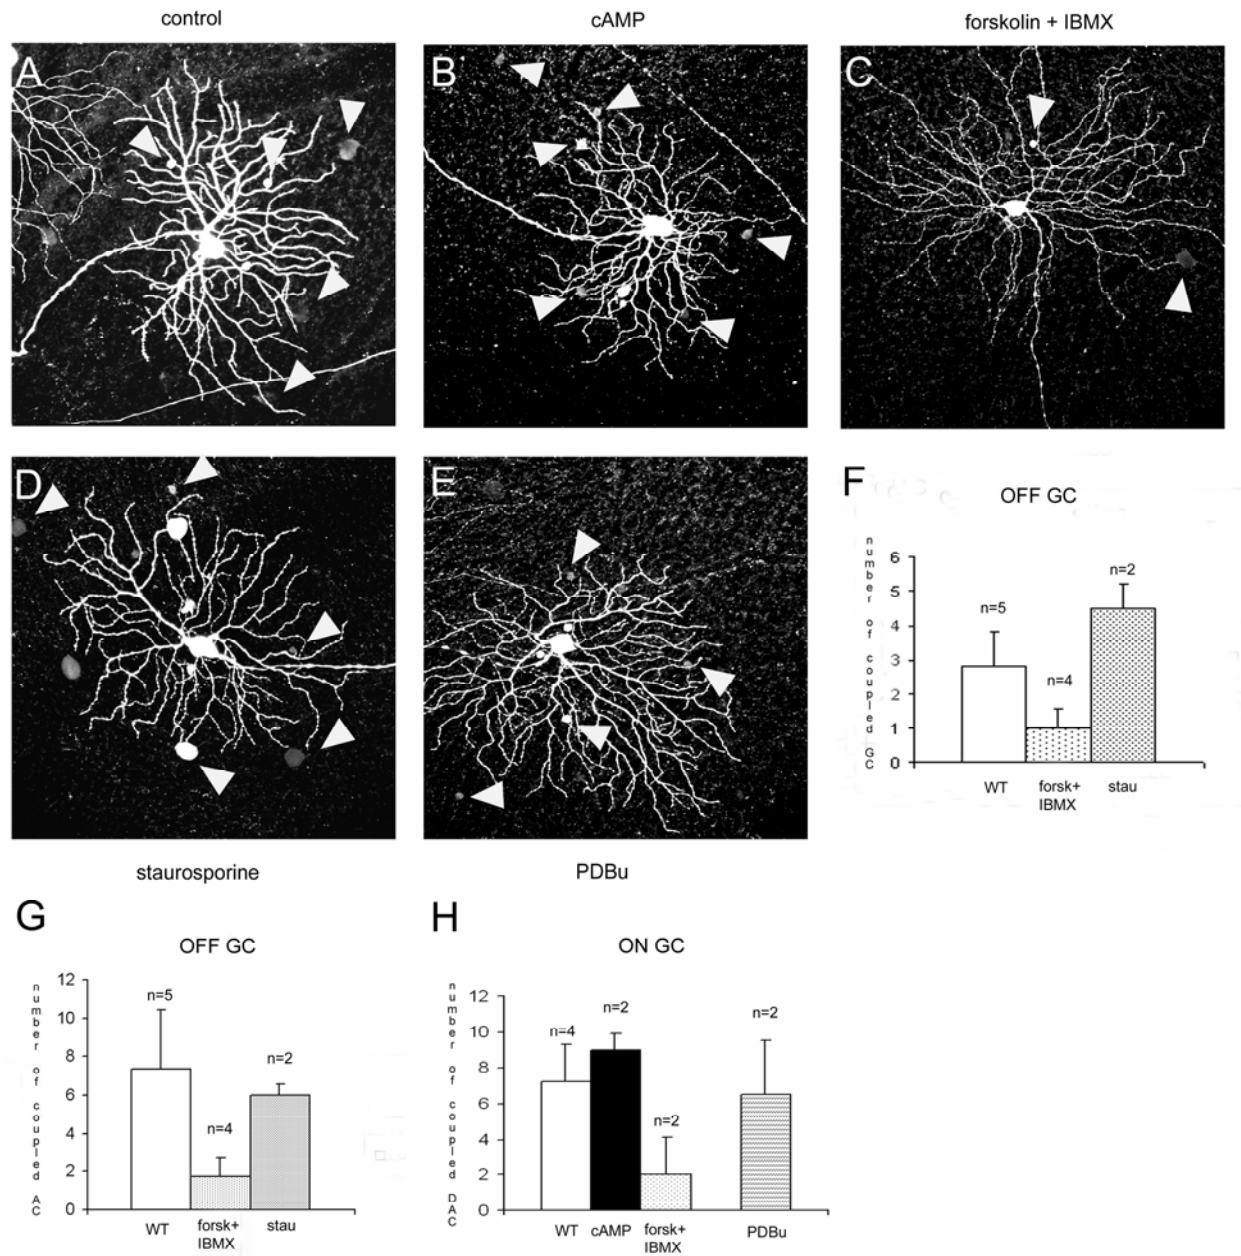 control
cAMP
forskolin + IBMX
A
B
C
D
E
F
OFF GC
number of coupled GC
6
5
4
3
2
1
0
n=5
n=4
n=2
WT
forsk+
IBMX
stau
staurosporine
PDBu
G
OFF GC
number of coupled AC
12
10
8
6
4
2
0
n=5
n=4
n=2
WT
forsk+
IBMX
stau
H
ON GC
number of coupled DAC
12
10
8
6
4
2
0
n=4
n=2
n=2
n=2
WT
cAMP
forsk+
IBMX
PDBu